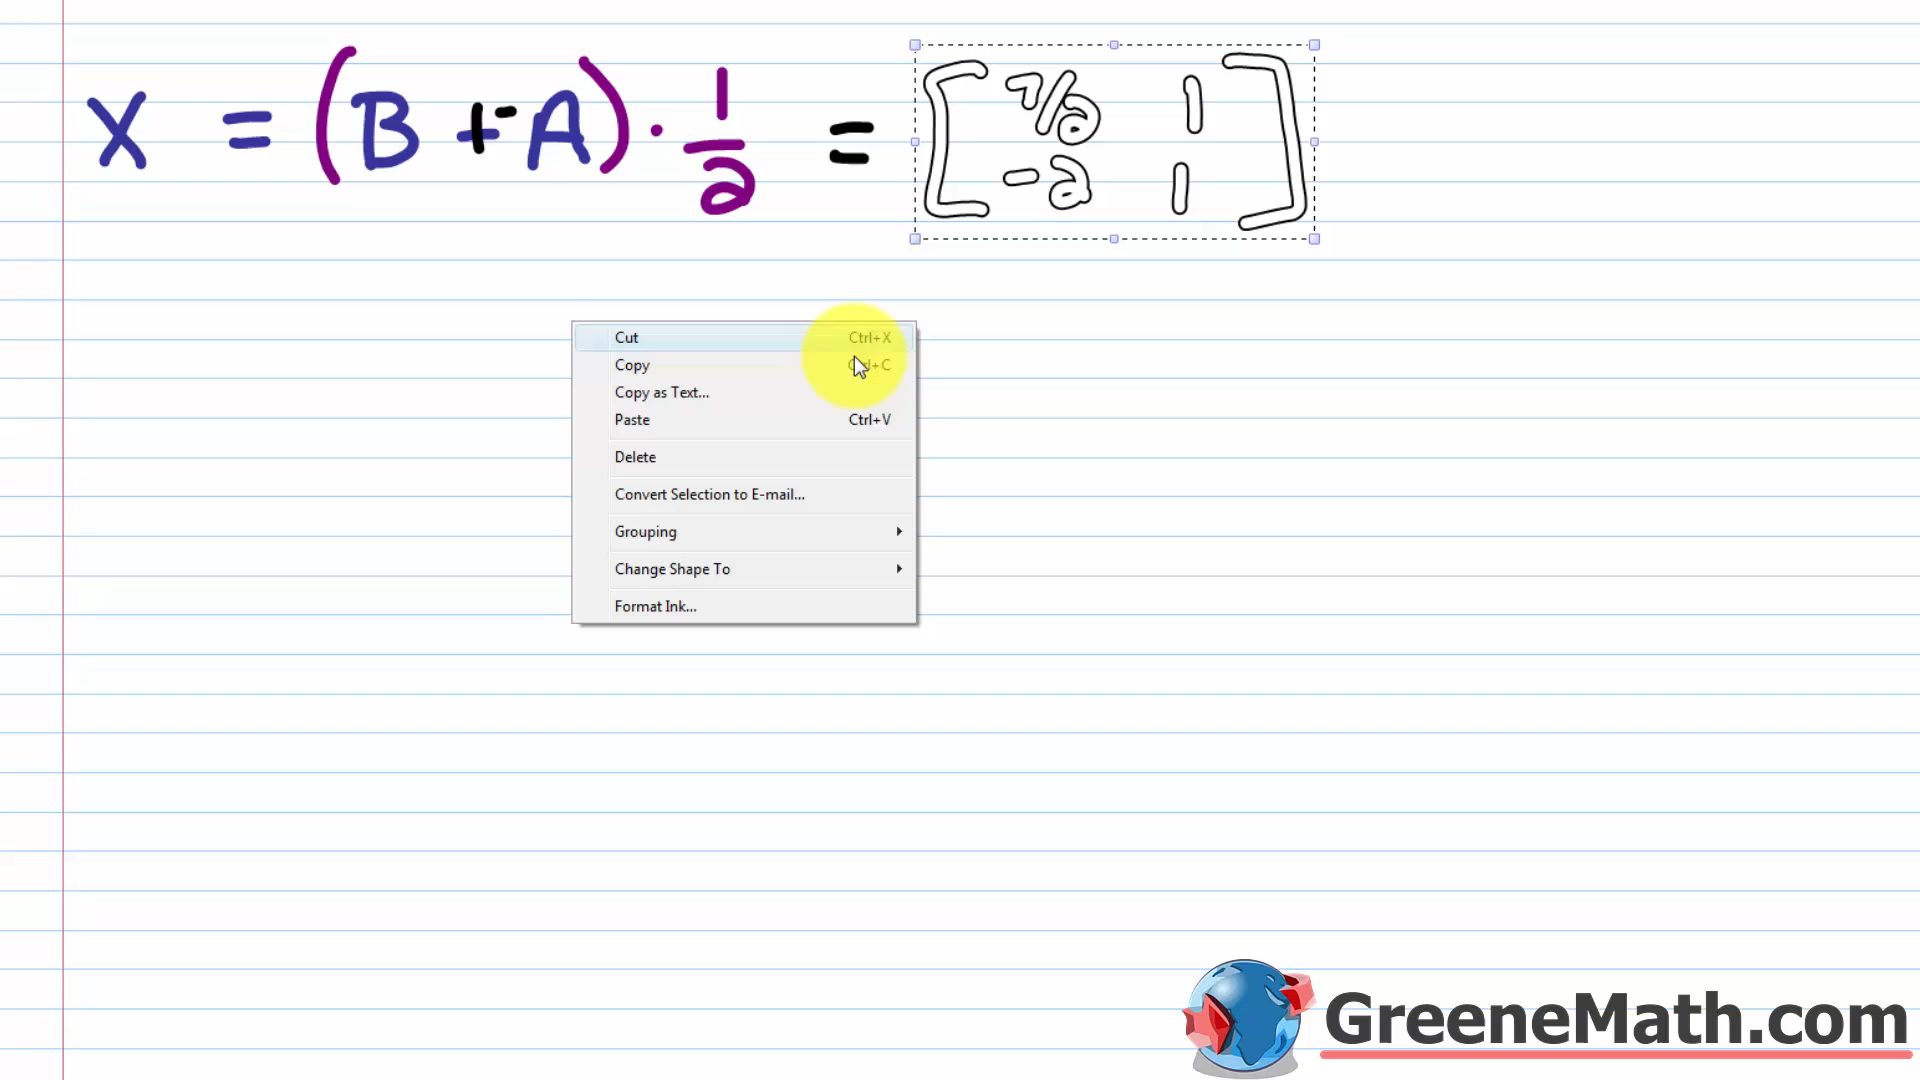 X = (B + - A) · 1/2 = [7/2 1
-2 1]
Cut Ctrl+X
Copy Ctrl+C
Copy as Text...
Paste Ctrl+V
Delete
Convert Selection to E-mail...
Grouping
Change Shape To
Format Ink...
GreeneMath.com